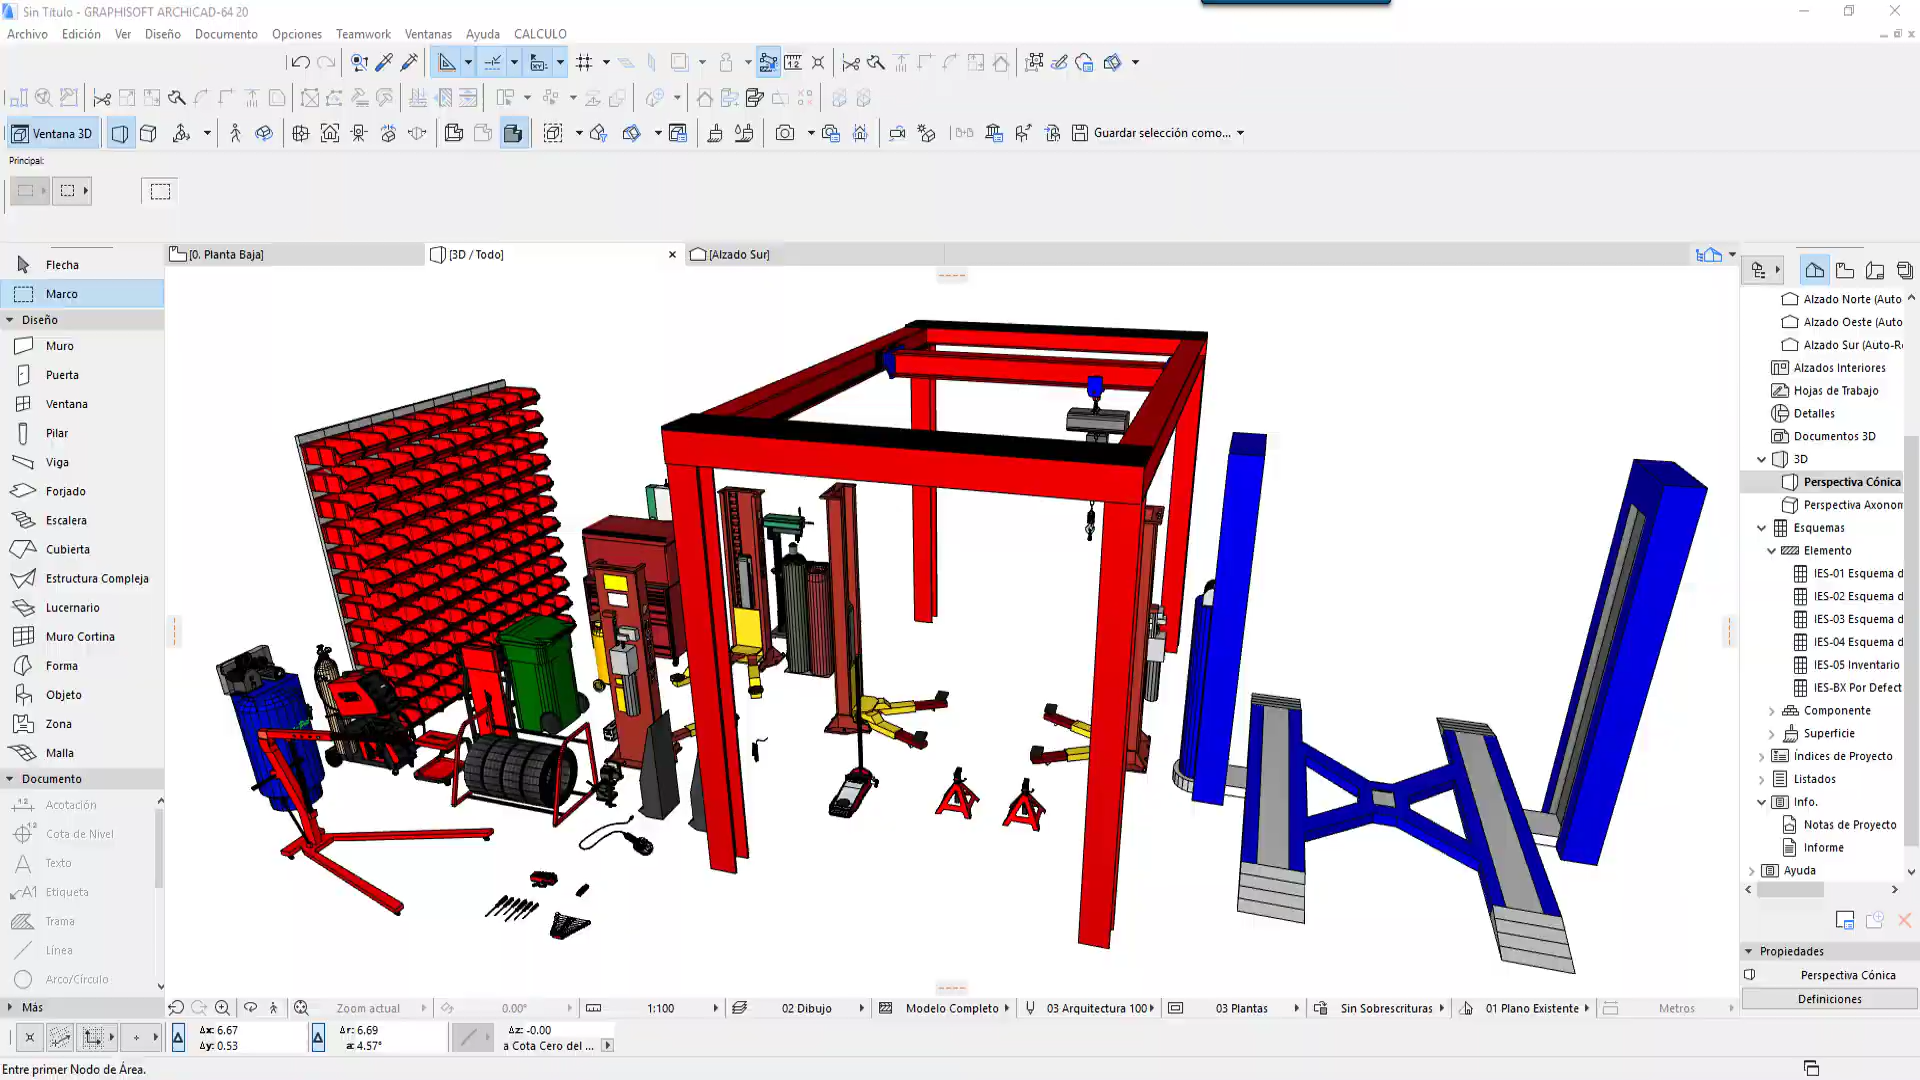 Sin Título - GRAPHISOFT ARCHICAD-64 20
Archivo Edición Ver Diseño Documento Opciones Teamwork Ventanas Ayuda CALCULO
Ventana 3D
Guardar selección como...
Principal:
[0. Planta Baja]
[3D / Todo]
[Alzado Sur]
Flecha
Marco
Diseño
Muro
Puerta
Ventana
Pilar
Viga
Forjado
Escalera
Cubierta
Estructura Compleja
Lucernario
Muro Cortina
Forma
Objeto
Zona
Malla
Documento
Acotación
Cota de Nivel
Texto
A1 Etiqueta
Trama
Línea
Arco/Círculo
Más
Alzado Norte (Auto
Alzado Oeste (Auto
Alzado Sur (Auto-R
Alzados Interiores
Hojas de Trabajo
Detalles
Documentos 3D
3D
Perspectiva Cónica
Perspectiva Axonom
Esquemas
Elemento
IES-01 Esquema d
IES-02 Esquema d
IES-03 Esquema d
IES-04 Esquema d
IES-05 Inventario
IES-BX Por Defect
Componente
Superficie
Índices de Proyecto
Listados
Info.
Notas de Proyecto
Informe
Ayuda
Propiedades
Perspectiva Cónica
Definiciones
Zoom actual 0.00° 1:100 02 Dibujo Modelo Completo 03 Arquitectura 100 03 Plantas Sin Sobrescrituras 01 Plano Existente Metros
Δx: 6.67 Δr: 6.69 Δz: -0.00
Δy: 0.53 a: 4.57° a Cota Cero del ...
Entre primer Nodo de Área.